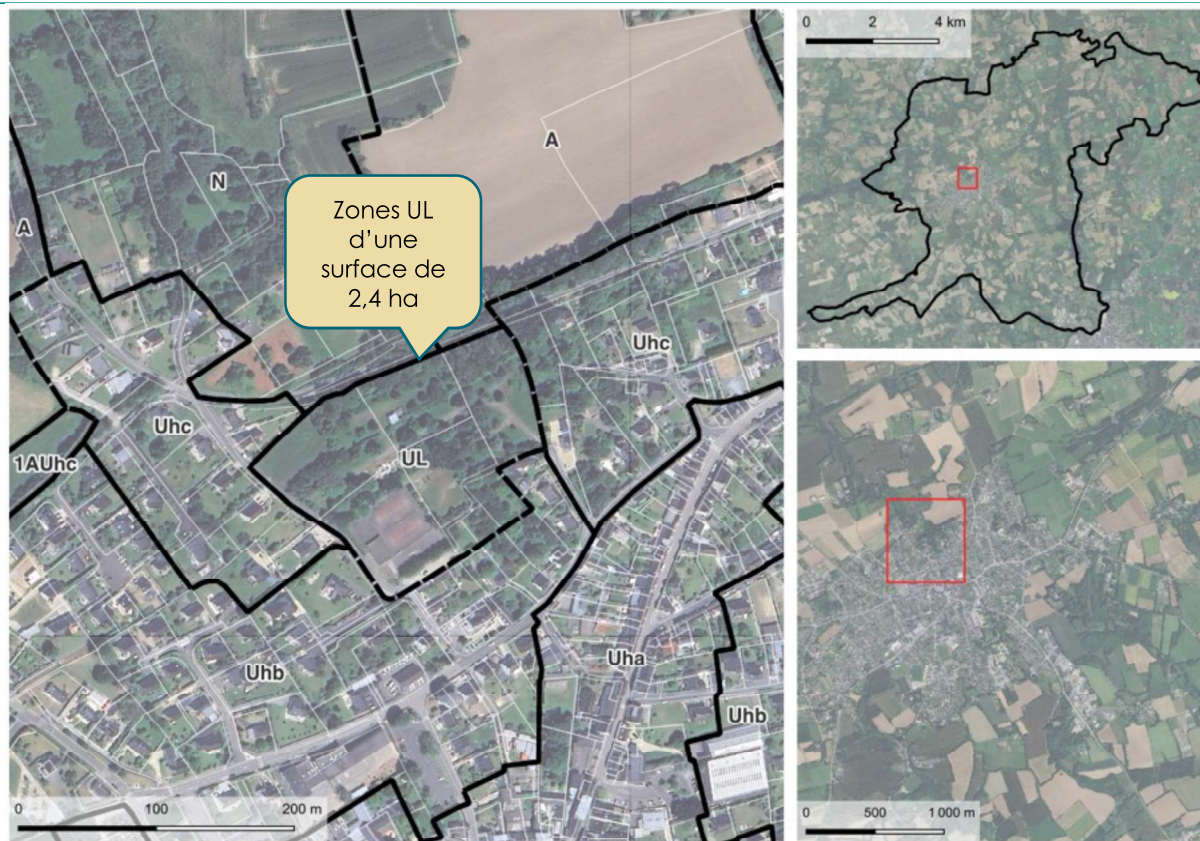 A
N
A
Zones UL
d’une
surface de
2,4 ha
Uhc
Uhc
1AUhc
UL
Uhb
Uha
Uhb
0 100 200 m
0 2 4 km
0 500 1 000 m